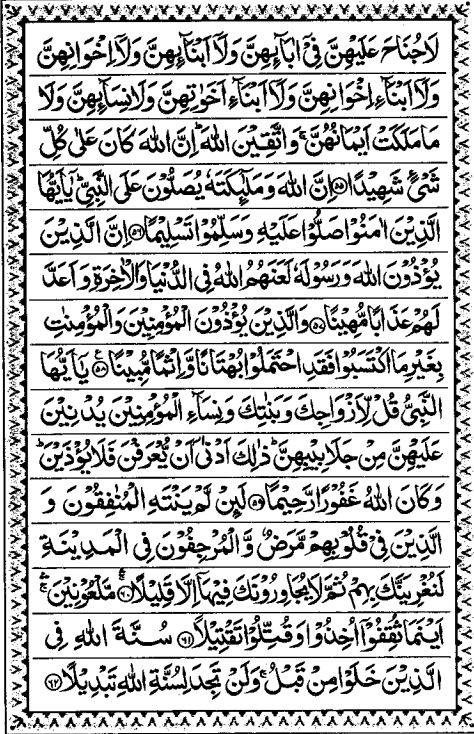 لَاجُنَاحَ عَلَيْهِنَّ فِيْٓ اٰبَآئِهِنَّ وَلَآ اَبْنَآئِهِنَّ وَلَآ اِخْوَانِهِنَّ
وَلَآ اَبْنَآءِ اِخْوَانِهِنَّ وَلَآ اَبْنَآءِ اَخَوٰتِهِنَّ وَلَا نِسَآئِهِنَّ وَلَا
مَا مَلَكَتْ اَيْمَانُهُنَّ ۚ وَاتَّقِيْنَ اللّٰهَ ؕ اِنَّ اللّٰهَ كَانَ عَلٰى كُلِّ
شَيْءٍ شَهِيْدًا ﴿۵۵﴾ اِنَّ اللّٰهَ وَمَلٰٓئِكَتَهٗ يُصَلُّوْنَ عَلَى النَّبِيِّ ؕ يٰٓاَيُّهَا
الَّذِيْنَ اٰمَنُوْا صَلُّوْا عَلَيْهِ وَسَلِّمُوْا تَسْلِيْمًا ﴿۵۶﴾ اِنَّ الَّذِيْنَ
يُؤْذُوْنَ اللّٰهَ وَرَسُوْلَهٗ لَعَنَهُمُ اللّٰهُ فِي الدُّنْيَا وَالْاٰخِرَةِ وَ اَعَدَّ
لَهُمْ عَذَابًا مُّهِيْنًا ﴿۵۷﴾ وَالَّذِيْنَ يُؤْذُوْنَ الْمُؤْمِنِيْنَ وَالْمُؤْمِنٰتِ
بِغَيْرِ مَا اكْتَسَبُوْا فَقَدِ احْتَمَلُوْا بُهْتَانًا وَّاِثْمًا مُّبِيْنًا ﴿۵۸﴾ يٰٓاَيُّهَا
النَّبِيُّ قُلْ لِّاَزْوَاجِكَ وَ بَنٰتِكَ وَ نِسَآءِ الْمُؤْمِنِيْنَ يُدْنِيْنَ
عَلَيْهِنَّ مِنْ جَلَابِيْبِهِنَّ ؕ ذٰلِكَ اَدْنٰٓى اَنْ يُّعْرَفْنَ فَلَا يُؤْذَيْنَ ؕ
وَ كَانَ اللّٰهُ غَفُوْرًا رَّحِيْمًا ﴿۵۹﴾ لَئِنْ لَّمْ يَنْتَهِ الْمُنٰفِقُوْنَ وَ
الَّذِيْنَ فِيْ قُلُوْبِهِمْ مَّرَضٌ وَّ الْمُرْجِفُوْنَ فِي الْمَدِيْنَةِ
لَنُغْرِيَنَّكَ بِهِمْ ثُمَّ لَا يُجَاوِرُوْنَكَ فِيْهَآ اِلَّا قَلِيْلًا ﴿۶۰﴾ مَّلْعُوْنِيْنَ
اَيْنَمَا ثُقِفُوْٓا اُخِذُوْا وَ قُتِّلُوْا تَقْتِيْلًا ﴿۶۱﴾ سُنَّةَ اللّٰهِ فِي
الَّذِيْنَ خَلَوْا مِنْ قَبْلُ ۚ وَلَنْ تَجِدَ لِسُنَّةِ اللّٰهِ تَبْدِيْلًا ﴿۶۲﴾